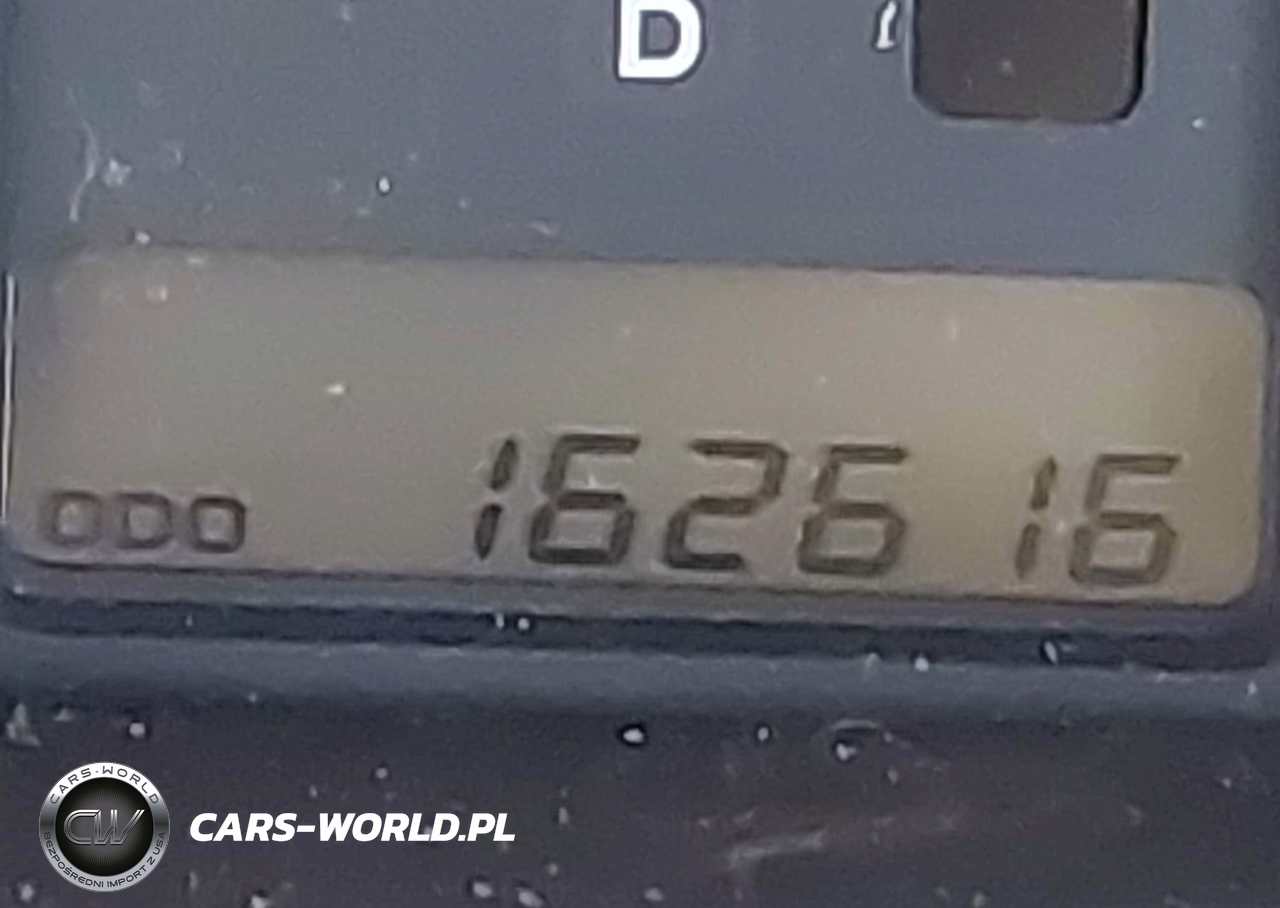 D
ODO 162616
CARS-WORLD
CW
BEZPOŚREDNI IMPORT Z USA
CARS-WORLD.PL